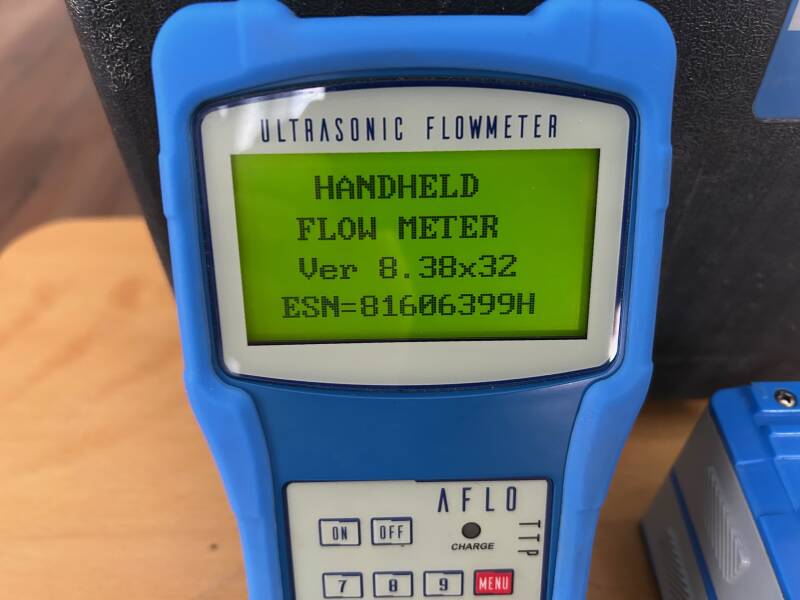 ULTRASONIC FLOWMETER
HANDHELD
FLOW METER
Ver 8.38x32
ESN=81606399H
AFLO
TTP
ON OFF
CHARGE
7 8 9 MENU